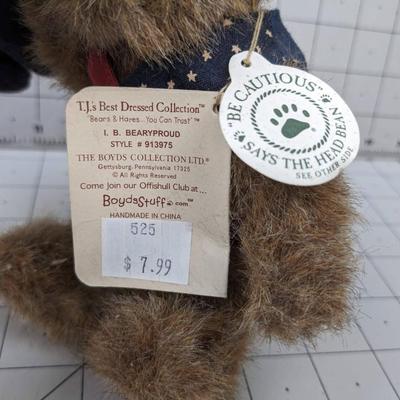 T.J.'s Best Dressed Collection™
"Bears & Hares...You Can Trust"™
I. B. BEARYPROUD
STYLE # 913975
THE BOYDS COLLECTION LTD.®
Gettysburg, Pennsylvania 17325
© All Rights Reserved
Come Join our Offishull Club at...
BoydsStuff.com™
HANDMADE IN CHINA
525
$ 7.99
"BE CAUTIOUS"
SAYS THE HEAD BEAN
SEE OTHER SIDE